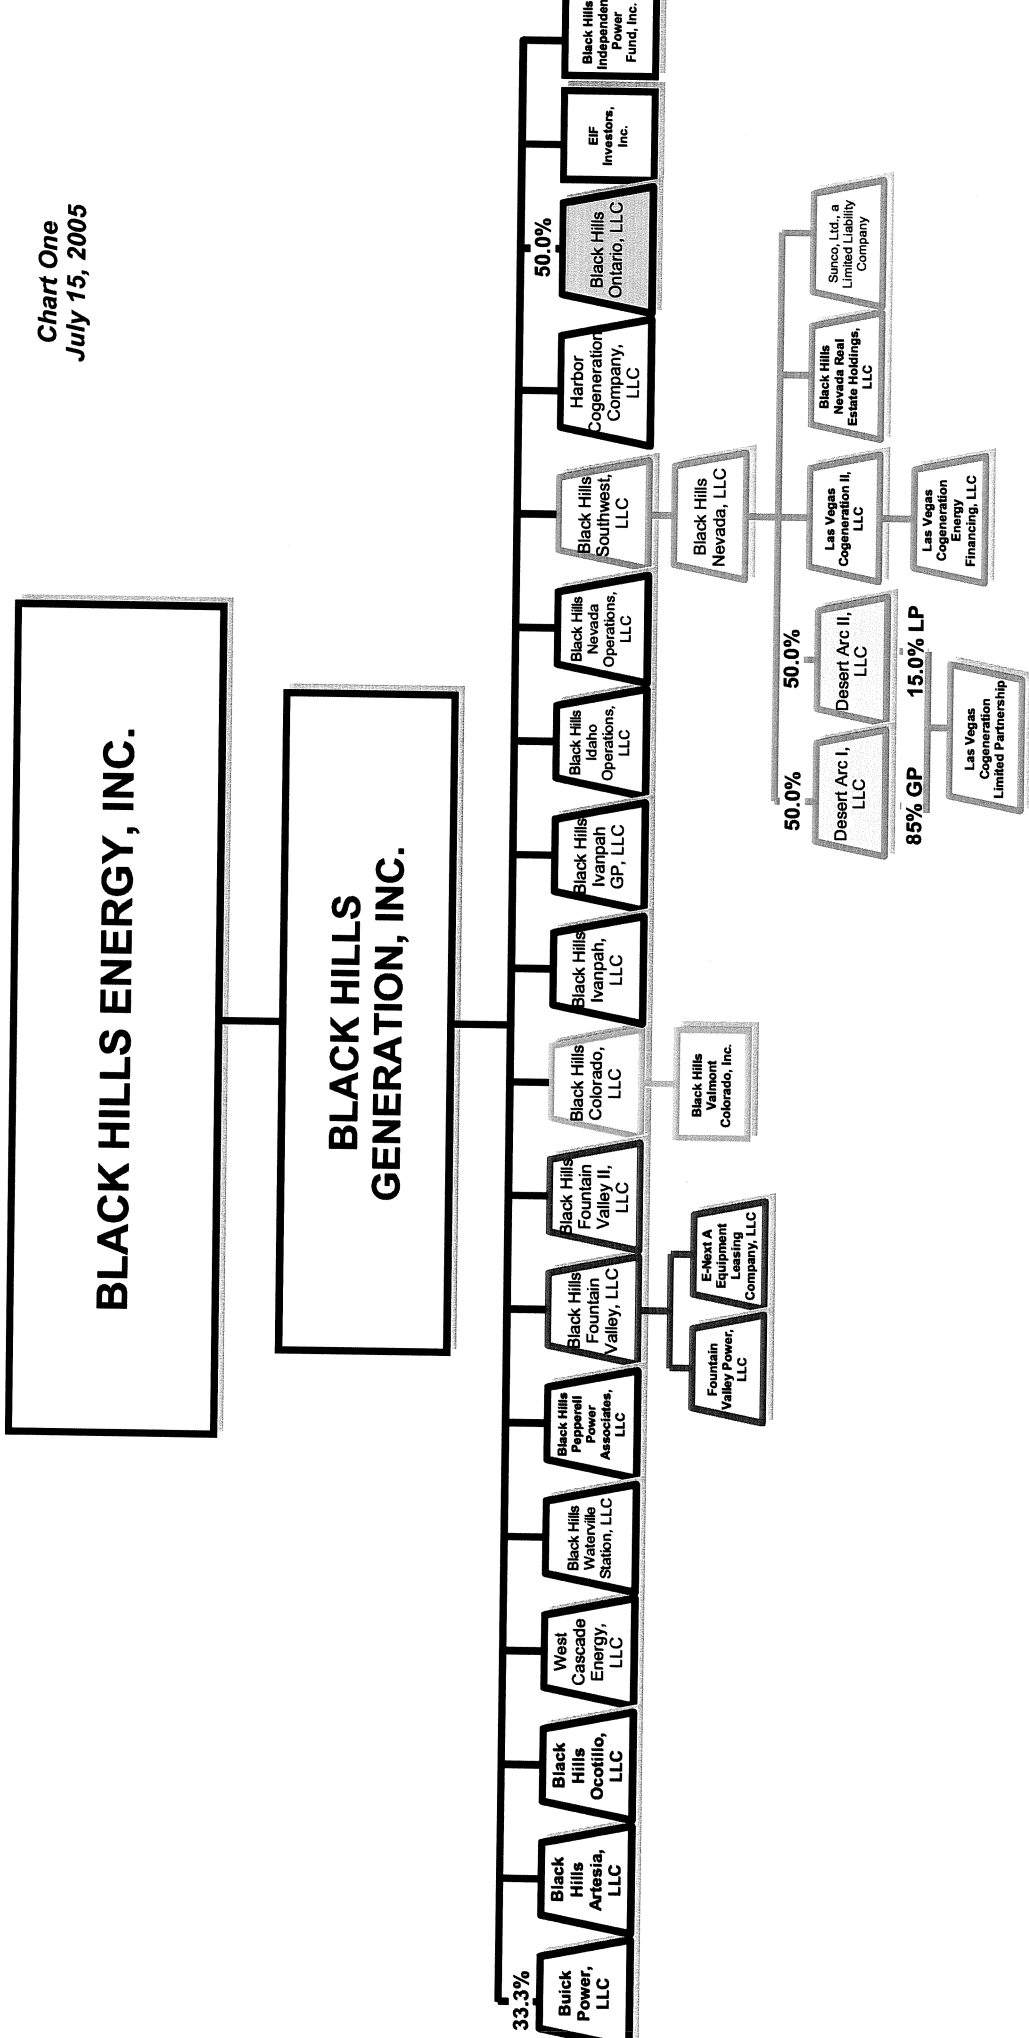 Chart One
July 15, 2005
BLACK HILLS ENERGY, INC.
BLACK HILLS
GENERATION, INC.
33.3%
50.0%
Buick
Power,
LLC
Black
Hills
Artesia,
LLC
Black
Hills
Ocotillo,
LLC
West
Cascade
Energy,
LLC
Black Hills
Waterville
Station, LLC
Black Hills
Pepperell
Power
Associates,
LLC
Black Hills
Fountain
Valley, LLC
Black Hills
Fountain
Valley II,
LLC
Black Hills
Colorado,
LLC
Black Hills
Ivanpah,
LLC
Black Hills
Ivanpah
GP, LLC
Black Hills
Idaho
Operations,
LLC
Black Hills
Nevada
Operations,
LLC
Black Hills
Southwest,
LLC
Harbor
Cogeneration
Company,
LLC
Black Hills
Ontario, LLC
EIF
Investors,
Inc.
Black Hills
Independen
Power
Fund, Inc.
Fountain
Valley Power,
LLC
E-Next A
Equipment
Leasing
Company, LLC
Black Hills
Valmont
Colorado, Inc.
Black Hills
Nevada, LLC
50.0%
50.0%
Desert Arc I,
LLC
Desert Arc II,
LLC
Las Vegas
Cogeneration II,
LLC
Black Hills
Nevada Real
Estate Holdings,
LLC
Sunco, Ltd., a
Limited Liability
Company
85% GP
15.0% LP
Las Vegas
Cogeneration
Limited Partnership
Las Vegas
Cogeneration
Energy
Financing, LLC